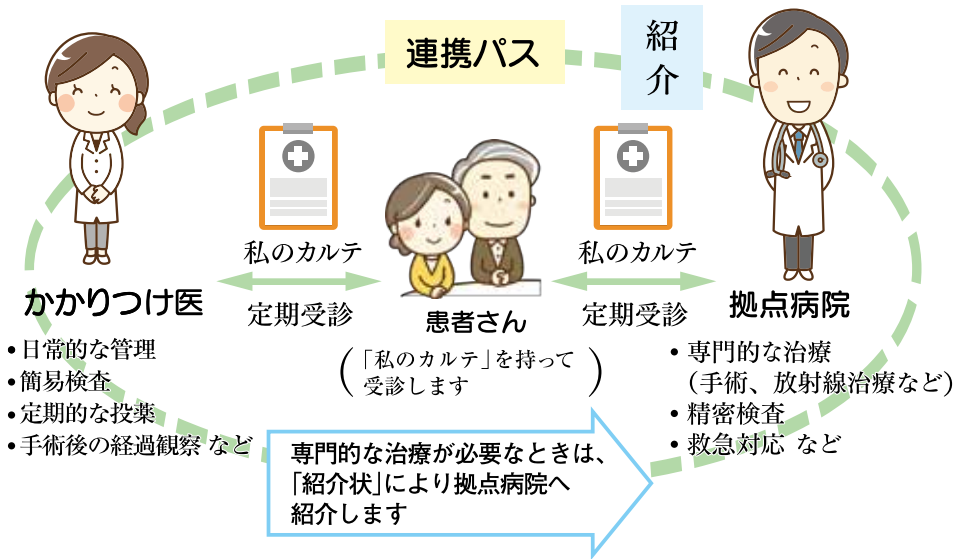 連携パス
紹
介
私のカルテ
定期受診
私のカルテ
定期受診
かかりつけ医
・日常的な管理
・簡易検査
・定期的な投薬
・手術後の経過観察 など
患者さん
(「私のカルテ」を持って
受診します)
拠点病院
・専門的な治療
(手術、放射線治療など)
・精密検査
・救急対応 など
専門的な治療が必要なときは、
「紹介状」により拠点病院へ
紹介します